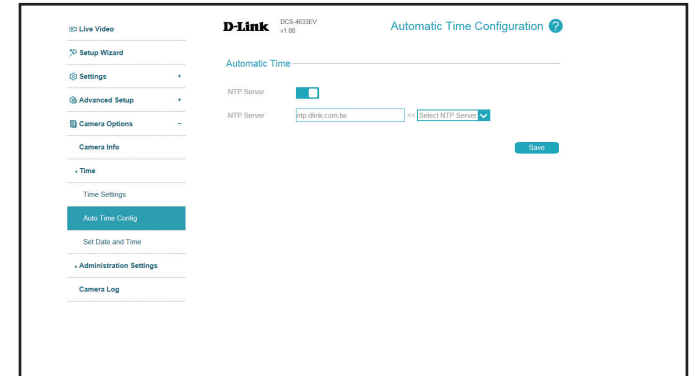 Live Video
Setup Wizard
Settings +
Advanced Setup +
Camera Options -
Camera Info
Time
Time Settings
Auto Time Config
Set Date and Time
Administration Settings
Camera Log
D-Link DCS-4633EV
v1.00
Automatic Time Configuration ?
Automatic Time
NTP Server
NTP Server ntp.dlink.com.tw << Select NTP Server
Save